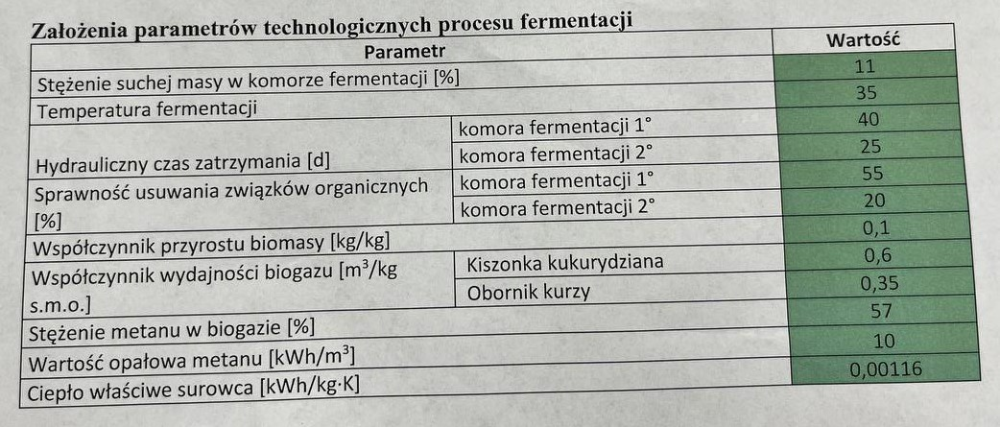 Założenia parametrów technologicznych procesu fermentacji
Parametr Wartość
Stężenie suchej masy w komorze fermentacji [%] 11
Temperatura fermentacji 35
Hydrauliczny czas zatrzymania [d] komora fermentacji 1° 40
komora fermentacji 2° 25
Sprawność usuwania związków organicznych komora fermentacji 1° 55
[%] komora fermentacji 2° 20
Współczynnik przyrostu biomasy [kg/kg] 0,1
Współczynnik wydajności biogazu [m³/kg Kiszonka kukurydziana 0,6
s.m.o.] Obornik kurzy 0,35
Stężenie metanu w biogazie [%] 57
Wartość opałowa metanu [kWh/m³] 10
Ciepło właściwe surowca [kWh/kg·K] 0,00116